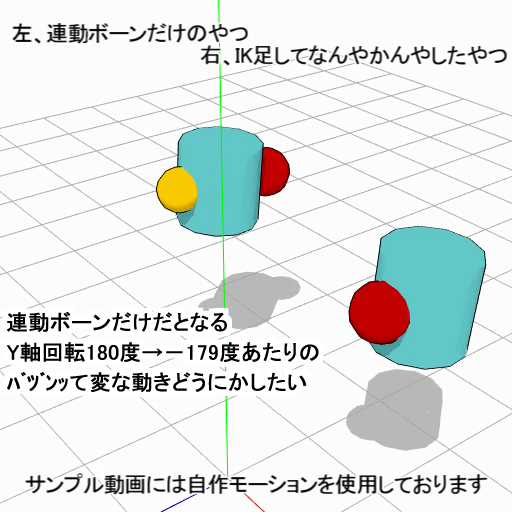 左、連動ボーンだけのやつ
右、IK足してなんやかんやしたやつ
連動ボーンだけだとなる
Y軸回転180度→－179度あたりの
ﾊﾞﾂﾞﾝｯて変な動きどうにかしたい
サンプル動画には自作モーションを使用しております